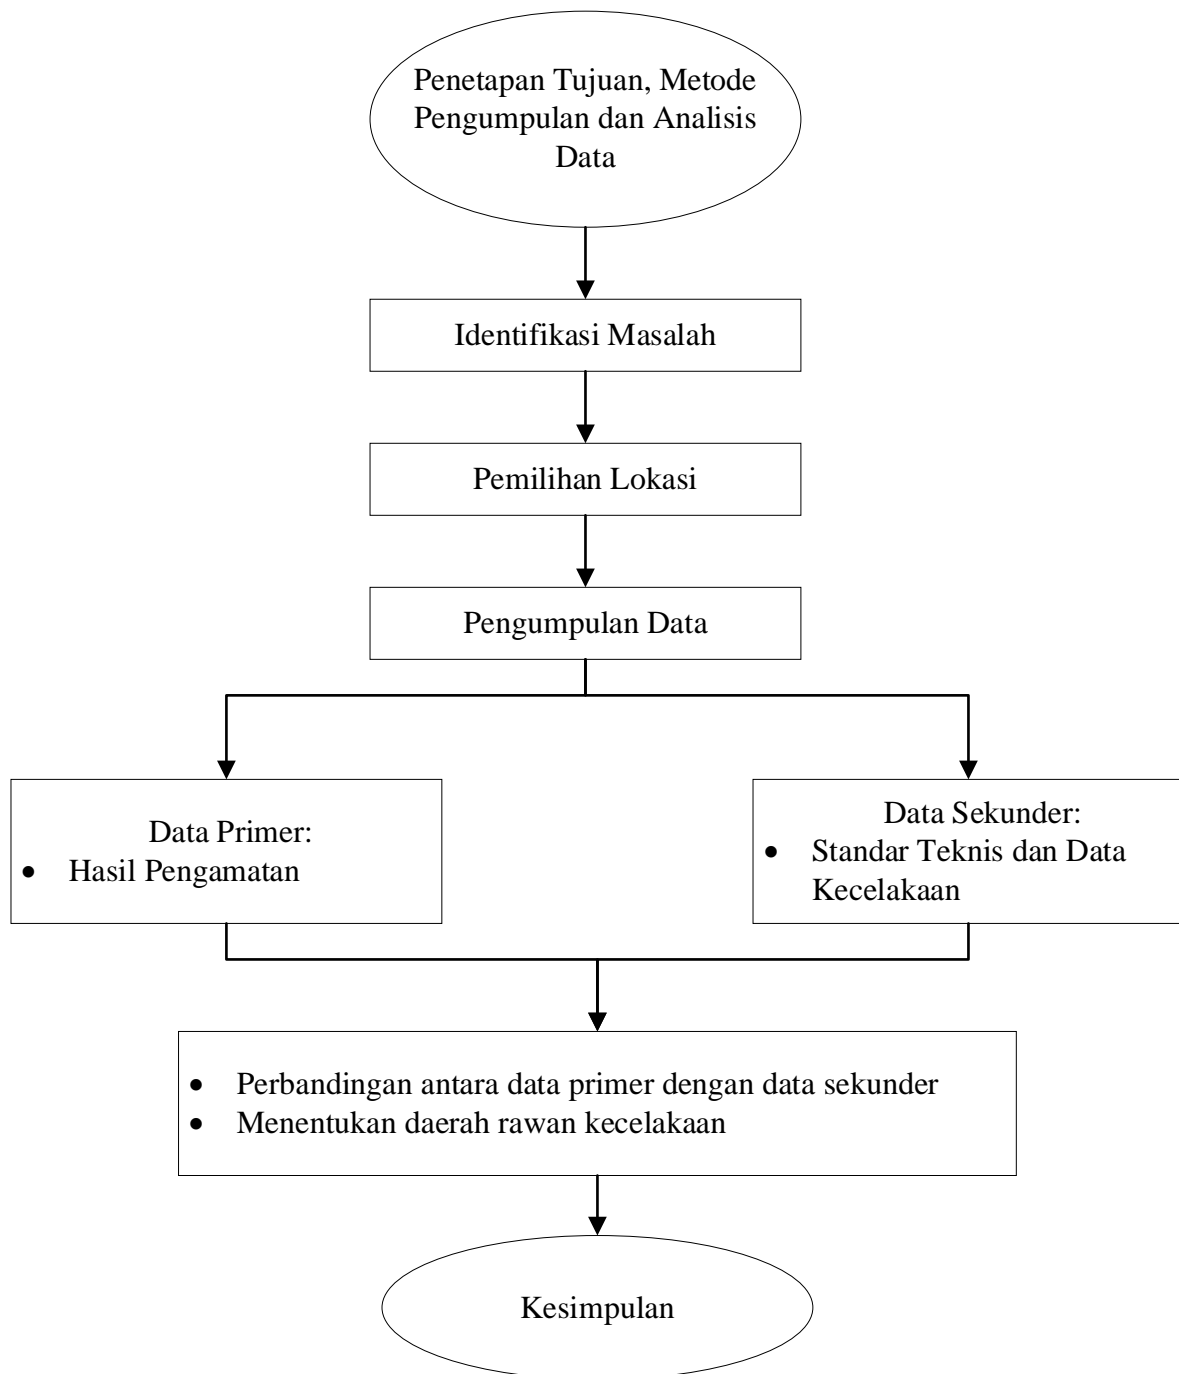 Penetapan Tujuan, Metode
Pengumpulan dan Analisis
Data
Identifikasi Masalah
Pemilihan Lokasi
Pengumpulan Data
Data Primer:
• Hasil Pengamatan
Data Sekunder:
• Standar Teknis dan Data
Kecelakaan
• Perbandingan antara data primer dengan data sekunder
• Menentukan daerah rawan kecelakaan
Kesimpulan